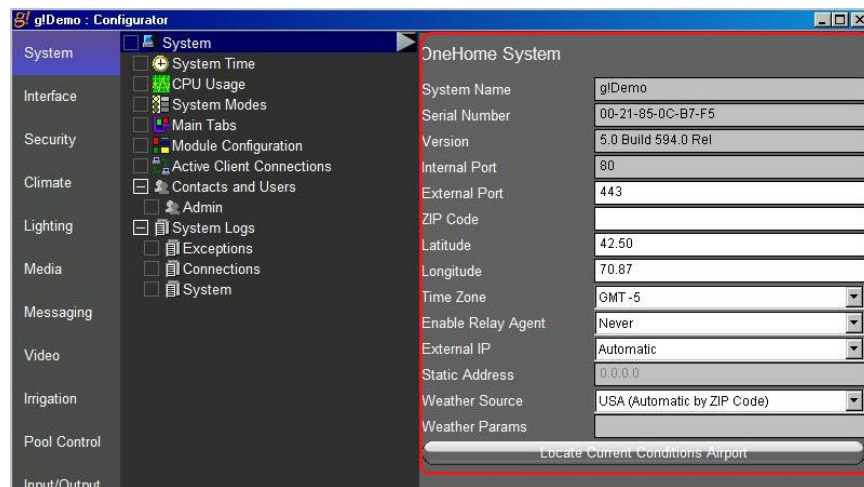 g! g!Demo : Configurator
System
Interface
Security
Climate
Lighting
Media
Messaging
Video
Irrigation
Pool Control
Input/Output
System
System Time
CPU Usage
System Modes
Main Tabs
Module Configuration
Active Client Connections
Contacts and Users
Admin
System Logs
Exceptions
Connections
System
OneHome System
System Name g!Demo
Serial Number 00-21-85-0C-B7-F5
Version 5.0 Build 594.0 Rel
Internal Port 80
External Port 443
ZIP Code
Latitude 42.50
Longitude 70.87
Time Zone GMT -5
Enable Relay Agent Never
External IP Automatic
Static Address 0.0.0.0
Weather Source USA (Automatic by ZIP Code)
Weather Params
Locate Current Conditions Airport